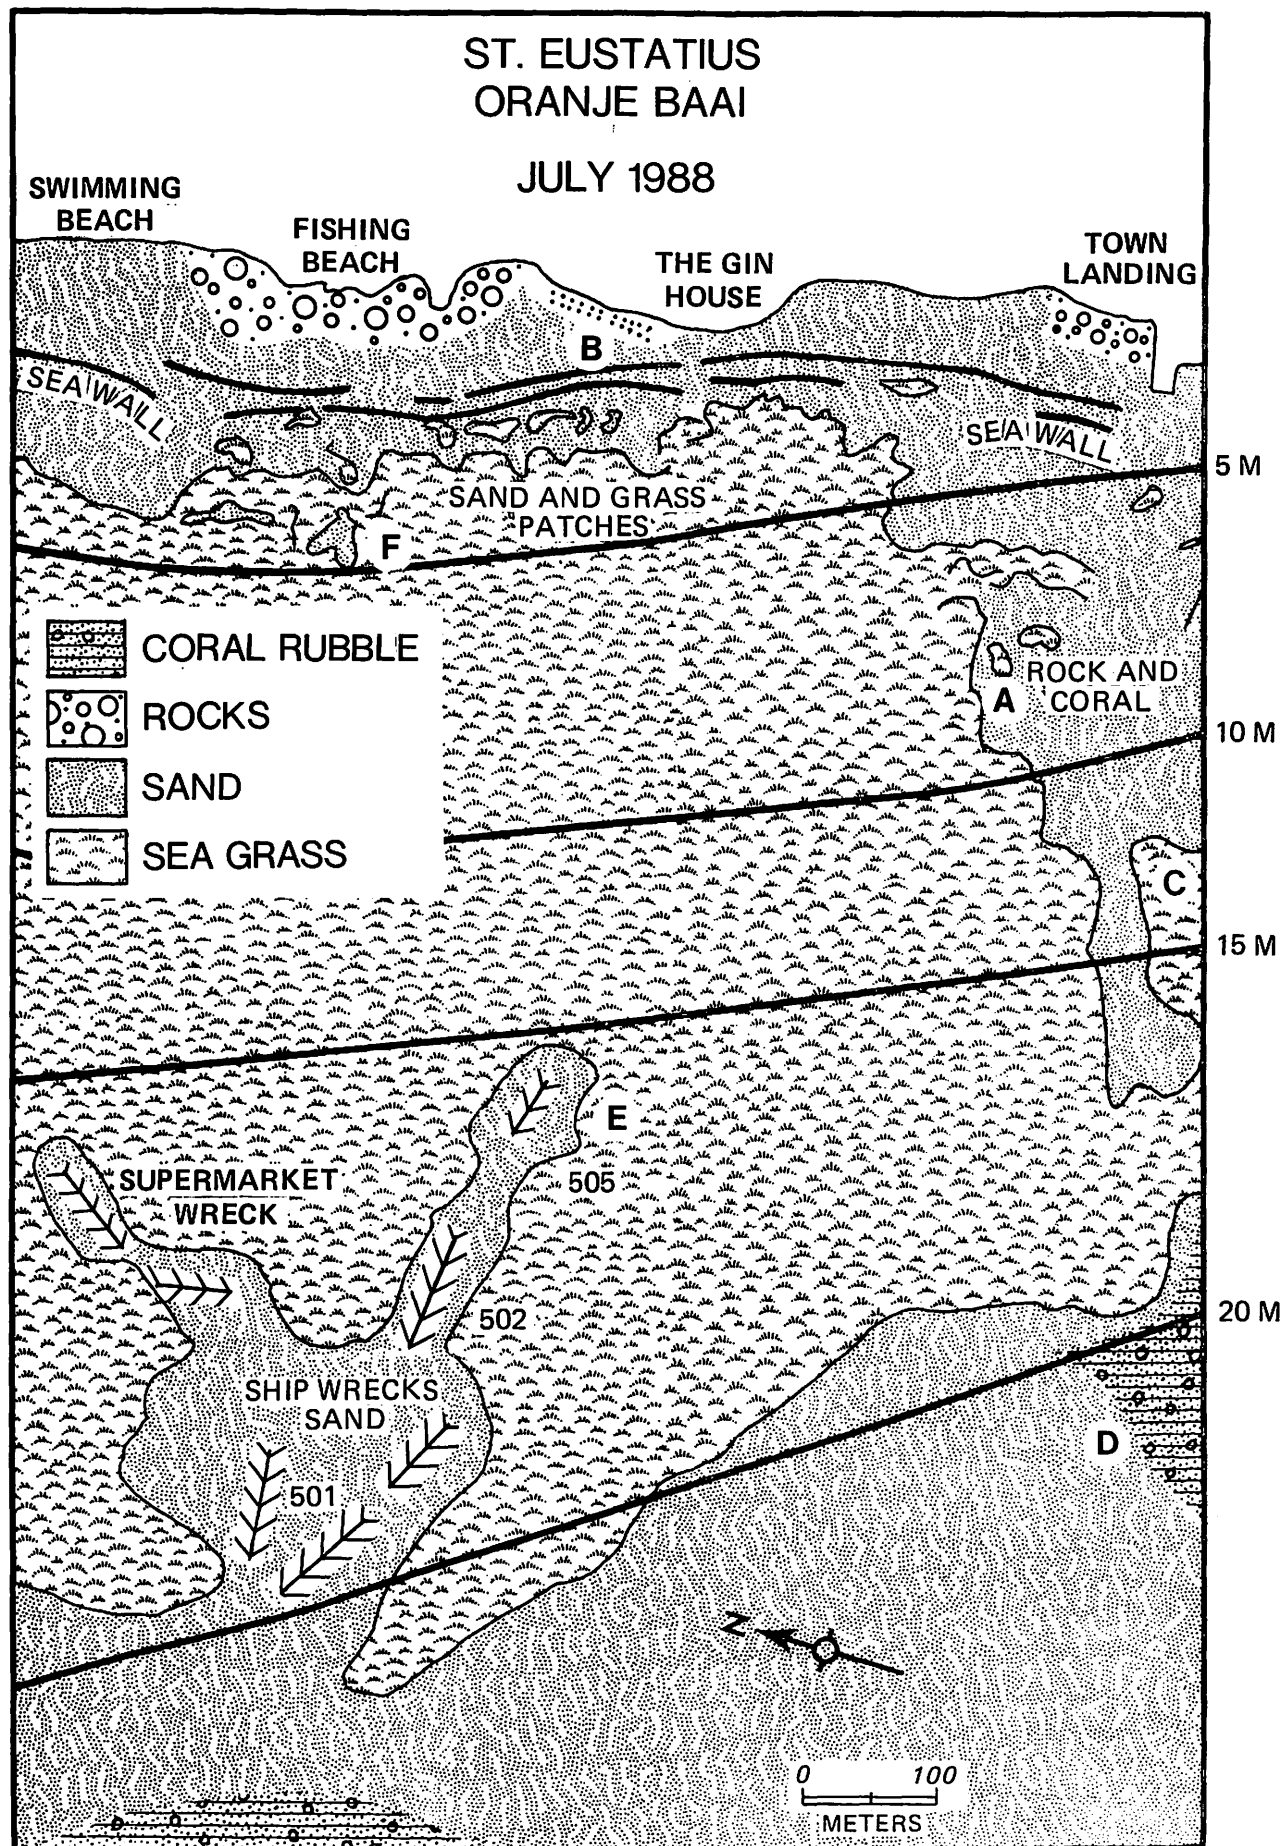 ST. EUSTATIUS
ORANJE BAAI
JULY 1988
SWIMMING
BEACH
FISHING
BEACH
THE GIN
HOUSE
TOWN
LANDING
B
SEA WALL
SEA WALL
5 M
SAND AND GRASS
PATCHES
F
CORAL RUBBLE
ROCKS
SAND
SEA GRASS
ROCK AND
CORAL
A
10 M
C
15 M
E
505
SUPERMARKET
WRECK
502
20 M
SHIP WRECKS
SAND
D
501
N
0 100
METERS